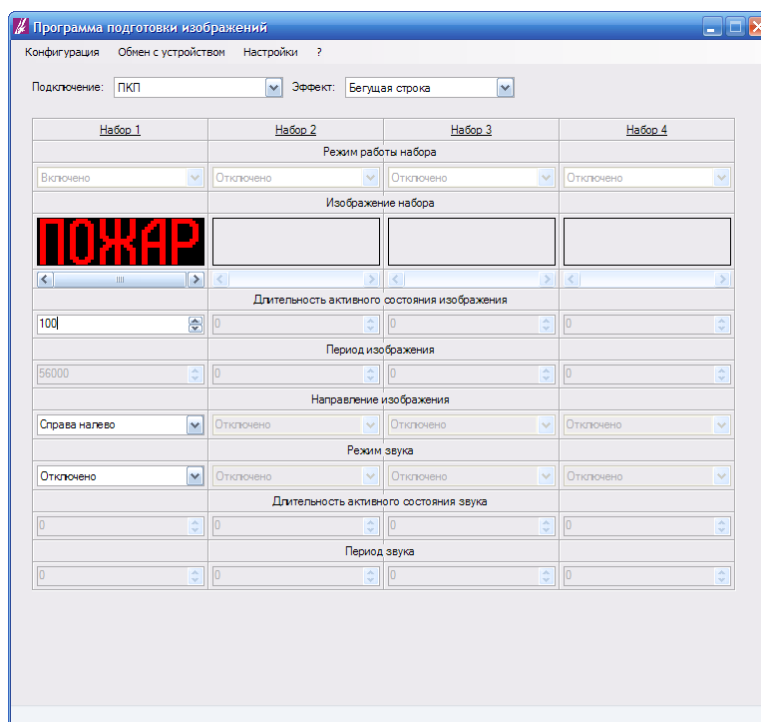 Программа подготовки изображений
Конфигурация Обмен с устройством Настройки ?
Подключение: ПКП Эффект: Бегущая строка
Набор 1 Набор 2 Набор 3 Набор 4
Режим работы набора
Включено Отключено Отключено Отключено
Изображение набора
ПОЖАР
Длительность активного состояния изображения
100 0 0 0
Период изображения
56000 0 0 0
Направление изображения
Справа налево Отключено Отключено Отключено
Режим звука
Отключено Отключено Отключено Отключено
Длительность активного состояния звука
0 0 0 0
Период звука
0 0 0 0